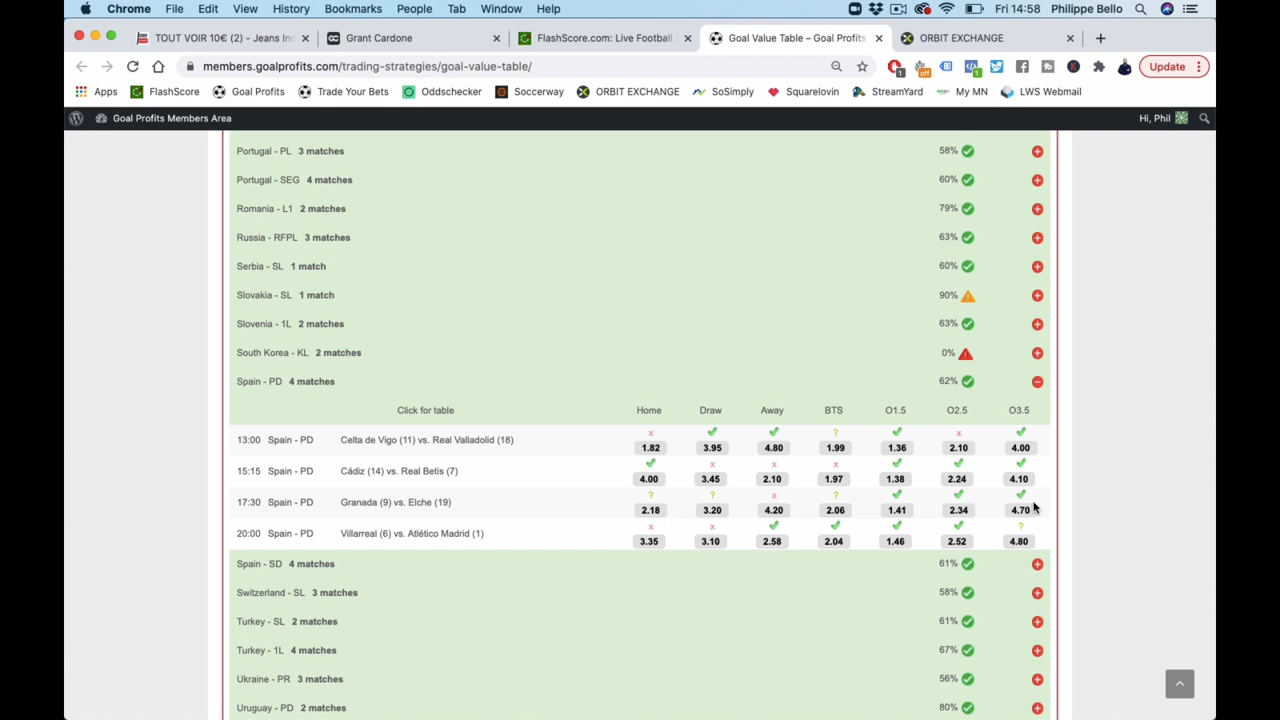 Chrome File Edit View History Bookmarks People Tab Window Help Fri 14:58 Philippe Bello
TOUT VOIR 10€ (2) - Jeans In Grant Cardone FlashScore.com: Live Football Goal Value Table – Goal Profits ORBIT EXCHANGE
members.goalprofits.com/trading-strategies/goal-value-table/ 1 off 1 Update
Apps FlashScore Goal Profits Trade Your Bets Oddschecker Soccerway ORBIT EXCHANGE SoSimply Squarelovin StreamYard My MN LWS Webmail
Goal Profits Members Area Hi, Phil
Portugal - PL 3 matches 58%
Portugal - SEG 4 matches 60%
Romania - L1 2 matches 79%
Russia - RFPL 3 matches 63%
Serbia - SL 1 match 60%
Slovakia - SL 1 match 90%
Slovenia - 1L 2 matches 63%
South Korea - KL 2 matches 0%
Spain - PD 4 matches 62%
Click for table Home Draw Away BTS O1.5 O2.5 O3.5
x ? x
13:00 Spain - PD Celta de Vigo (11) vs. Real Valladolid (18) 1.82 3.95 4.80 1.99 1.36 2.10 4.00
x x x
15:15 Spain - PD Cádiz (14) vs. Real Betis (7) 4.00 3.45 2.10 1.97 1.38 2.24 4.10
? ? x ?
17:30 Spain - PD Granada (9) vs. Elche (19) 2.18 3.20 4.20 2.06 1.41 2.34 4.70
x x ?
20:00 Spain - PD Villarreal (6) vs. Atlético Madrid (1) 3.35 3.10 2.58 2.04 1.46 2.52 4.80
Spain - SD 4 matches 61%
Switzerland - SL 3 matches 58%
Turkey - SL 2 matches 61%
Turkey - 1L 4 matches 67%
Ukraine - PR 3 matches 56%
Uruguay - PD 2 matches 80%